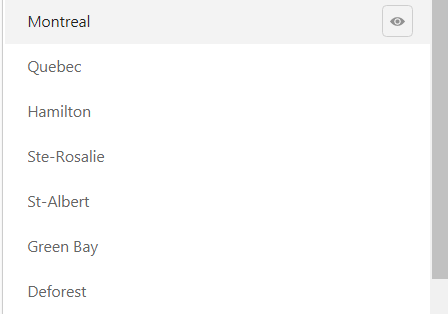 Montreal
Quebec
Hamilton
Ste-Rosalie
St-Albert
Green Bay
Deforest